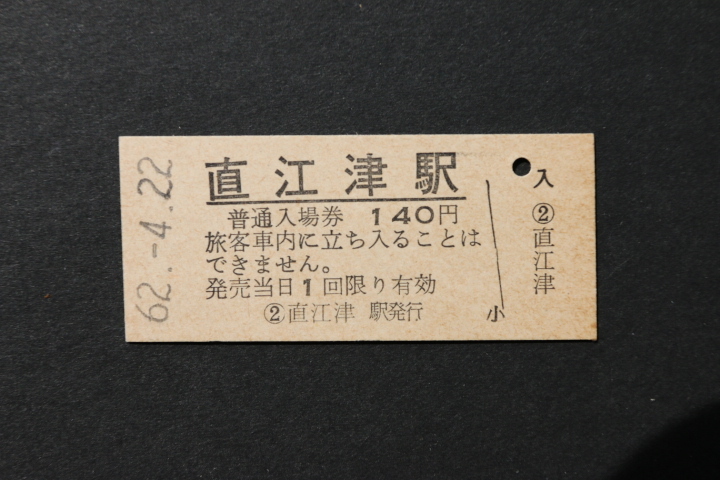 62.-4.22
直江津駅
普通入場券 140円
旅客車内に立ち入ることは
できません。
発売当日1回限り有効
②直江津 駅発行
小
入
②直江津